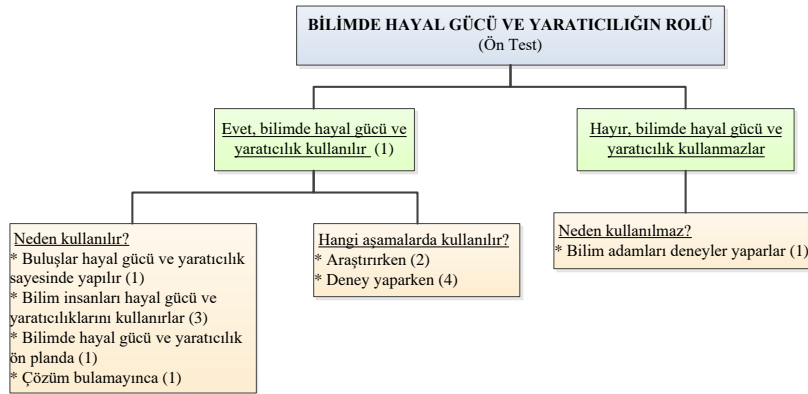 BİLİMDE HAYAL GÜCÜ VE YARATICILIĞIN ROLÜ
(Ön Test)
Evet, bilimde hayal gücü ve
yaratıcılık kullanılır (1)
Hayır, bilimde hayal gücü ve
yaratıcılık kullanmazlar
Neden kullanılır?
* Buluşlar hayal gücü ve yaratıcılık
sayesinde yapılır (1)
* Bilim insanları hayal gücü ve
yaratıcılıklarını kullanırlar (3)
* Bilimde hayal gücü ve yaratıcılık
ön planda (1)
* Çözüm bulamayınca (1)
Hangi aşamalarda kullanılır?
* Araştırırken (2)
* Deney yaparken (4)
Neden kullanılmaz?
* Bilim adamları deneyler yaparlar (1)